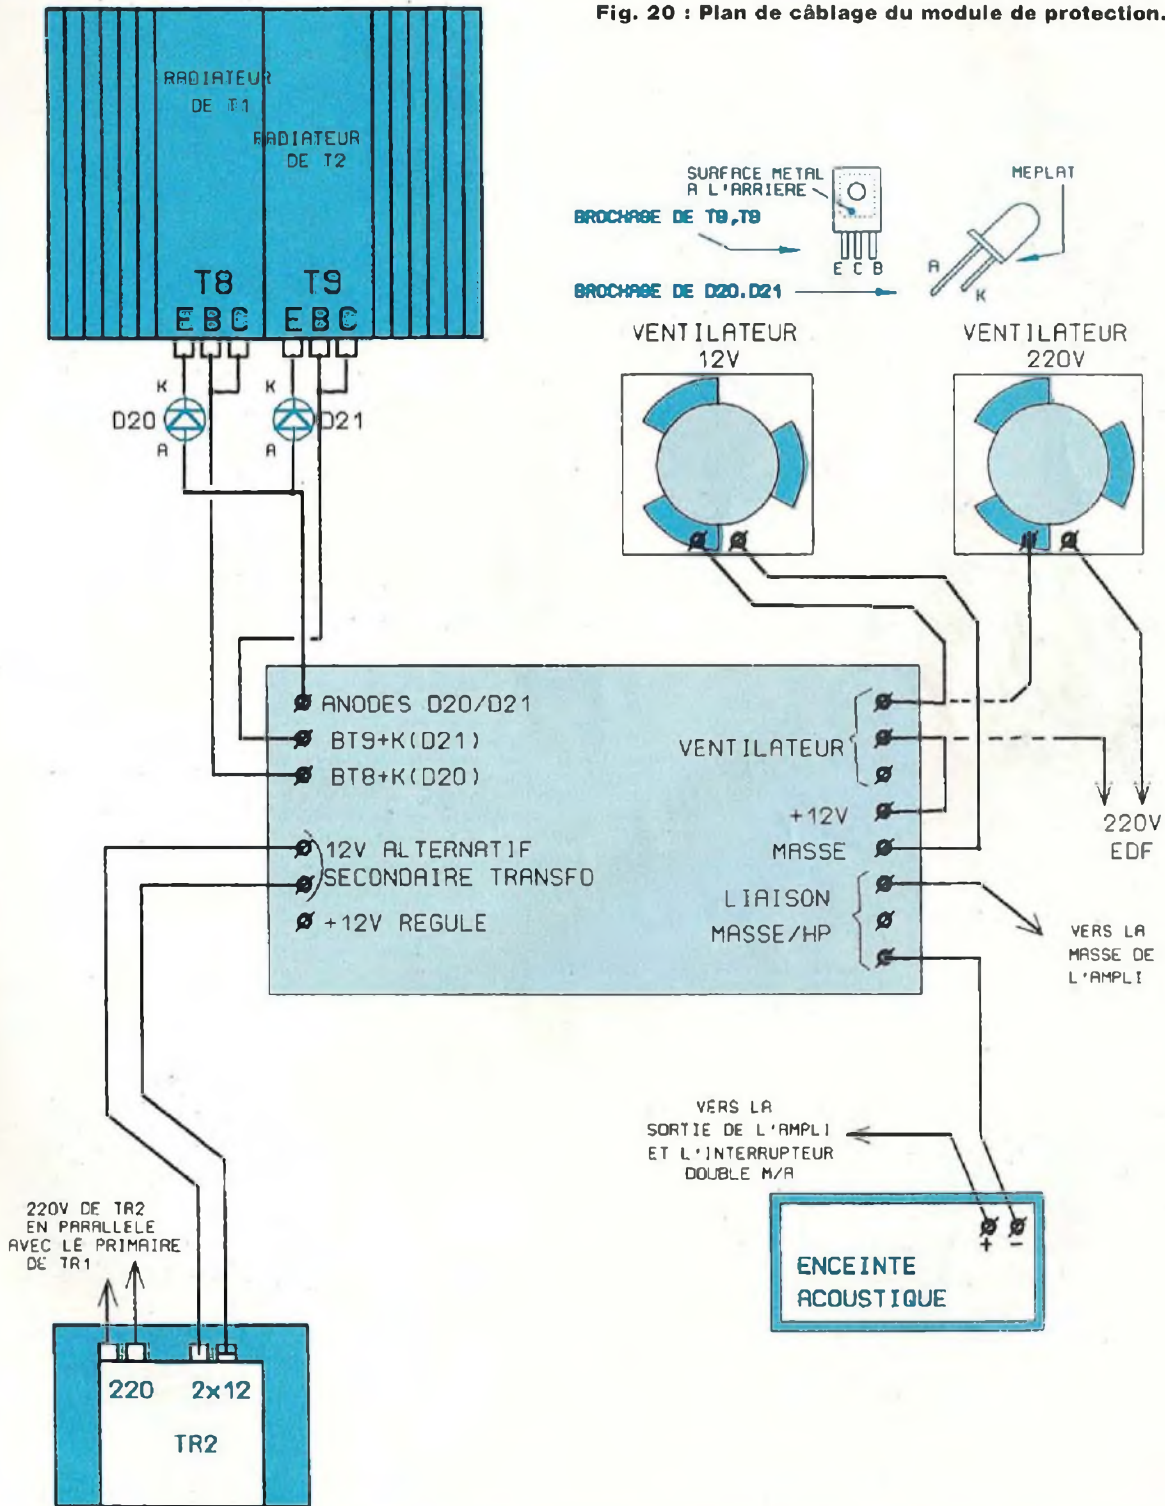 Fig. 20 : Plan de câblage du module de protection.
RADIATEUR
DE T1
RADIATEUR
DE T2
SURFACE METAL
A L'ARRIERE
MEPLAT
BROCHAGE DE T8,T9
E C B
A
K
BROCHAGE DE D20.D21
T8
T9
EBC
EBC
VENTILATEUR
12V
VENTILATEUR
220V
K
K
D20
D21
A
A
ANODES D20/D21
BT9+K(D21)
BT8+K(D20)
VENTILATEUR
+12V
MASSE
220V
EDF
12V ALTERNATIF
SECONDAIRE TRANSFO
+12V REGULE
LIAISON
MASSE/HP
VERS LA
MASSE DE
L'AMPLI
VERS LA
SORTIE DE L'AMPLI
ET L'INTERRUPTEUR
DOUBLE M/A
220V DE TR2
EN PARALLELE
AVEC LE PRIMAIRE
DE TR1
+ -
ENCEINTE
ACOUSTIQUE
220
2x12
TR2